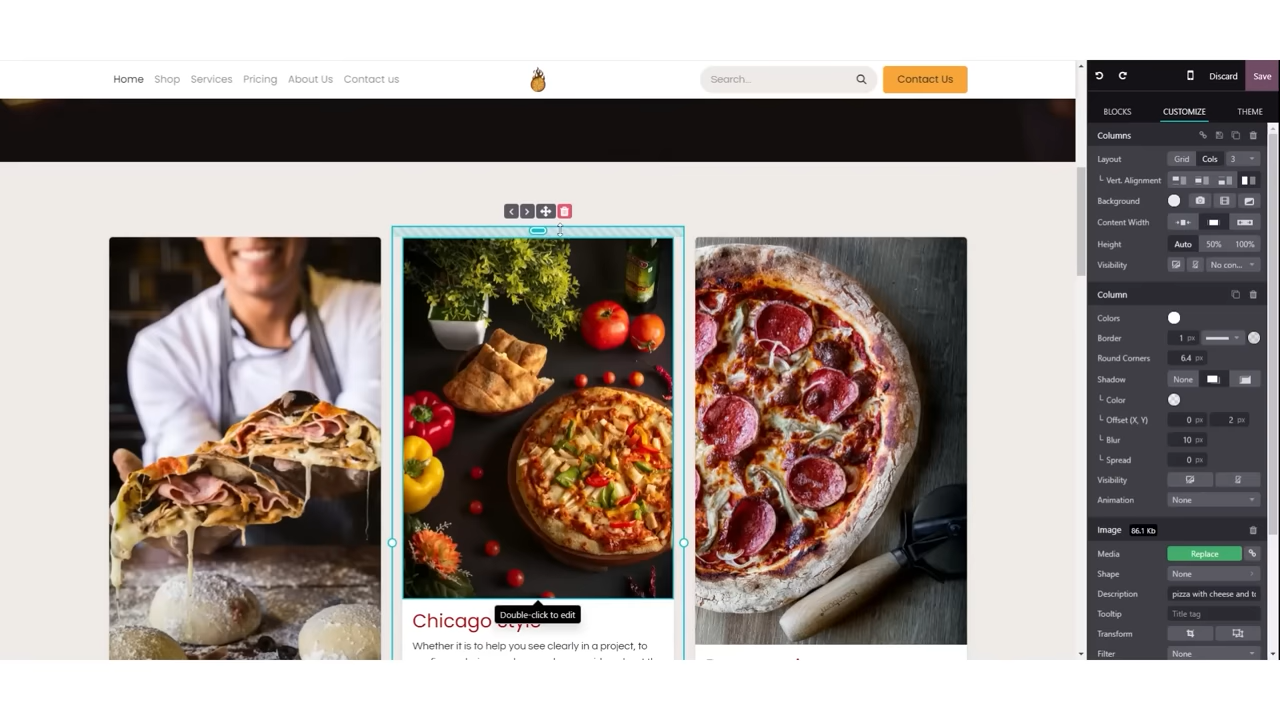 Home Shop Services Pricing About Us Contact us
Search...
Contact Us
Discard
Save
BLOCKS CUSTOMIZE THEME
Columns
Layout Grid Cols 3
Vert. Alignment
Background
Content Width
Height Auto 50% 100%
Visibility No con...
Column
Colors
Border 1 px
Round Corners 6.4 px
Shadow None
Color
Offset (X, Y) 0 px 2 px
Blur 10 px
Spread 0 px
Visibility
Animation None
Image 86.1 Kb
Media Replace
Shape None
Description pizza with cheese and
Tooltip Title tag
Transform
Filter None
Double-click to edit
Chicago
Whether it is to help you see clearly in a project, to